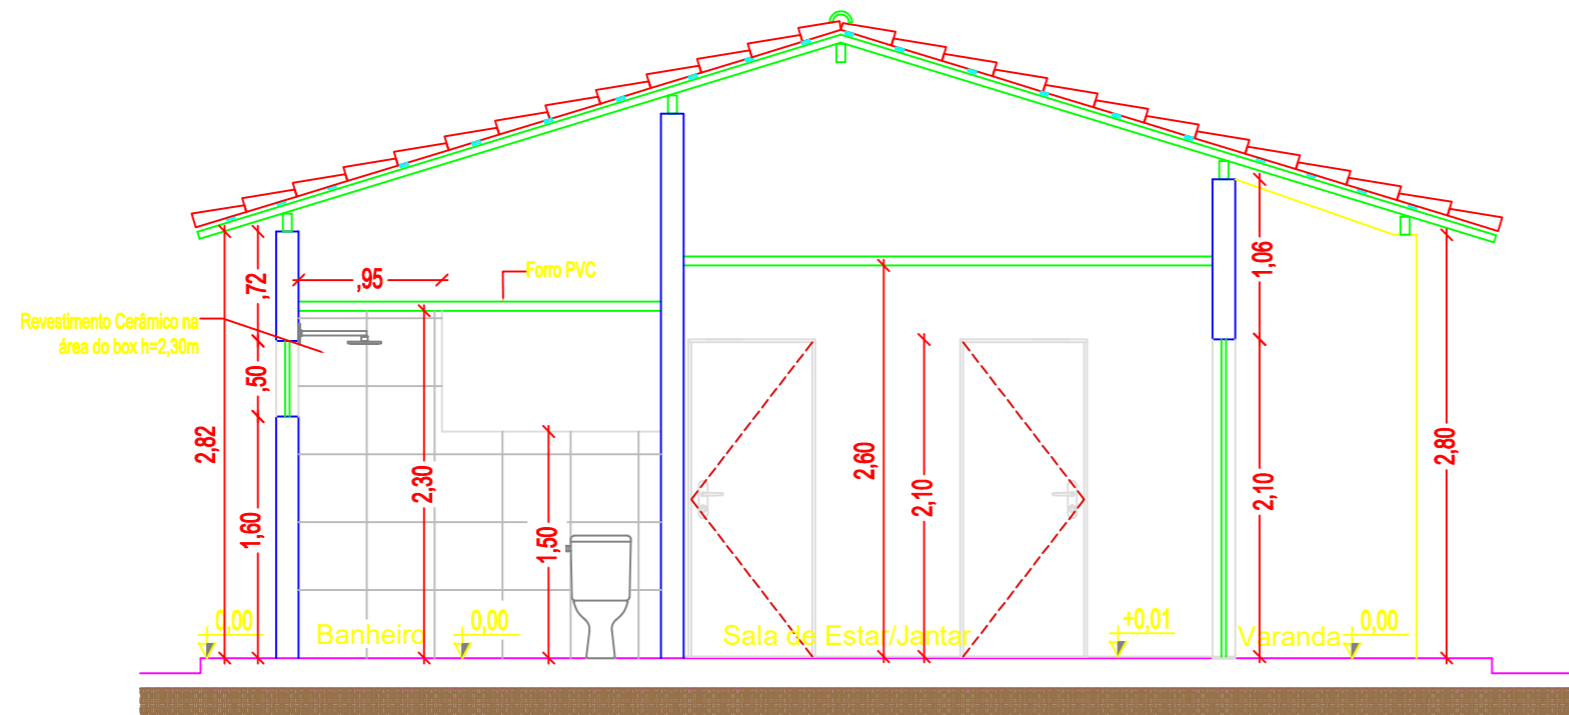 ,95
Forro PVC
,72
1,06
Revestimento Cerâmico na
área do box h=2,30m
,50
2,82
2,30
2,60
2,80
2,10
2,10
1,60
1,50
0,00
Banheiro
0,00
Sala de Estar/Jantar
+0,01
Varanda
0,00